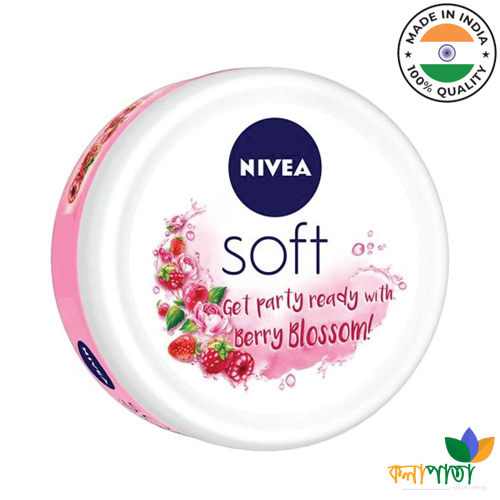 MADE IN INDIA
100% QUALITY
NIVEA
soft
Get party ready with
Berry Blossom!
কলাপাতা